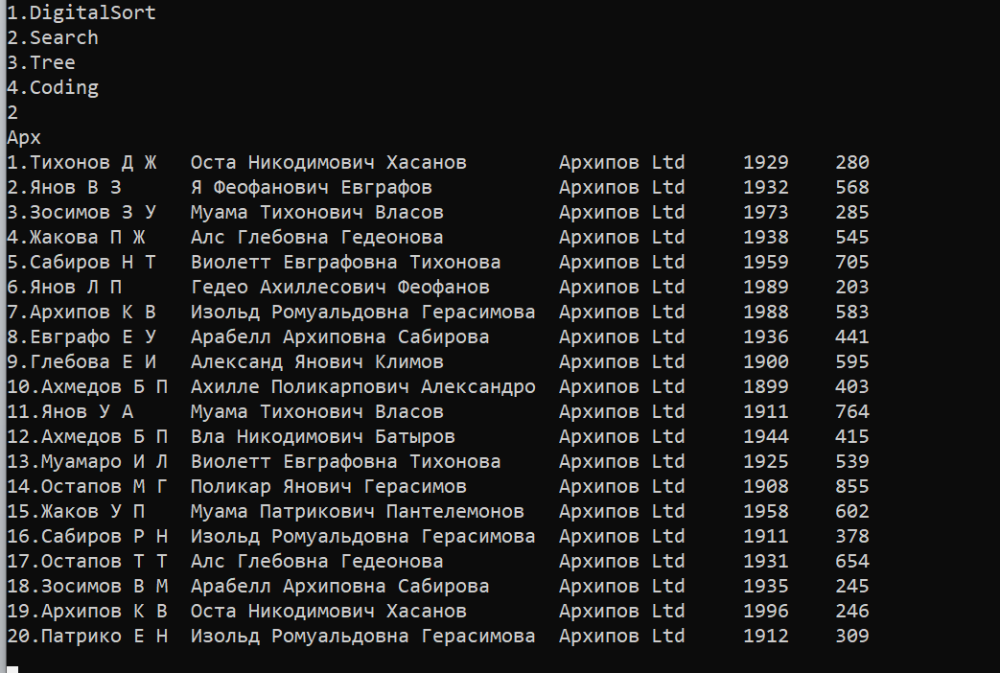 1.DigitalSort
2.Search
3.Tree
4.Coding
2
Арх
1.Тихонов Д Ж Оста Никодимович Хасанов Архипов Ltd 1929 280
2.Янов В З Я Феофанович Евграфов Архипов Ltd 1932 568
3.Зосимов З У Муама Тихонович Власов Архипов Ltd 1973 285
4.Жакова П Ж Алс Глебовна Гедеонова Архипов Ltd 1938 545
5.Сабиров Н Т Виолетт Евграфовна Тихонова Архипов Ltd 1959 705
6.Янов Л П Гедео Ахиллесович Феофанов Архипов Ltd 1989 203
7.Архипов К В Изольд Ромуальдовна Герасимова Архипов Ltd 1988 583
8.Евграфо Е У Арабелл Архиповна Сабирова Архипов Ltd 1936 441
9.Глебова Е И Александ Янович Климов Архипов Ltd 1900 595
10.Ахмедов Б П Ахилле Поликарпович Александро Архипов Ltd 1899 403
11.Янов У А Муама Тихонович Власов Архипов Ltd 1911 764
12.Ахмедов Б П Вла Никодимович Батыров Архипов Ltd 1944 415
13.Муамаро И Л Виолетт Евграфовна Тихонова Архипов Ltd 1925 539
14.Остапов М Г Поликар Янович Герасимов Архипов Ltd 1908 855
15.Жаков У П Муама Патрикович Пантелемонов Архипов Ltd 1958 602
16.Сабиров Р Н Изольд Ромуальдовна Герасимова Архипов Ltd 1911 378
17.Остапов Т Т Алс Глебовна Гедеонова Архипов Ltd 1931 654
18.Зосимов В М Арабелл Архиповна Сабирова Архипов Ltd 1935 245
19.Архипов К В Оста Никодимович Хасанов Архипов Ltd 1996 246
20.Патрико Е Н Изольд Ромуальдовна Герасимова Архипов Ltd 1912 309